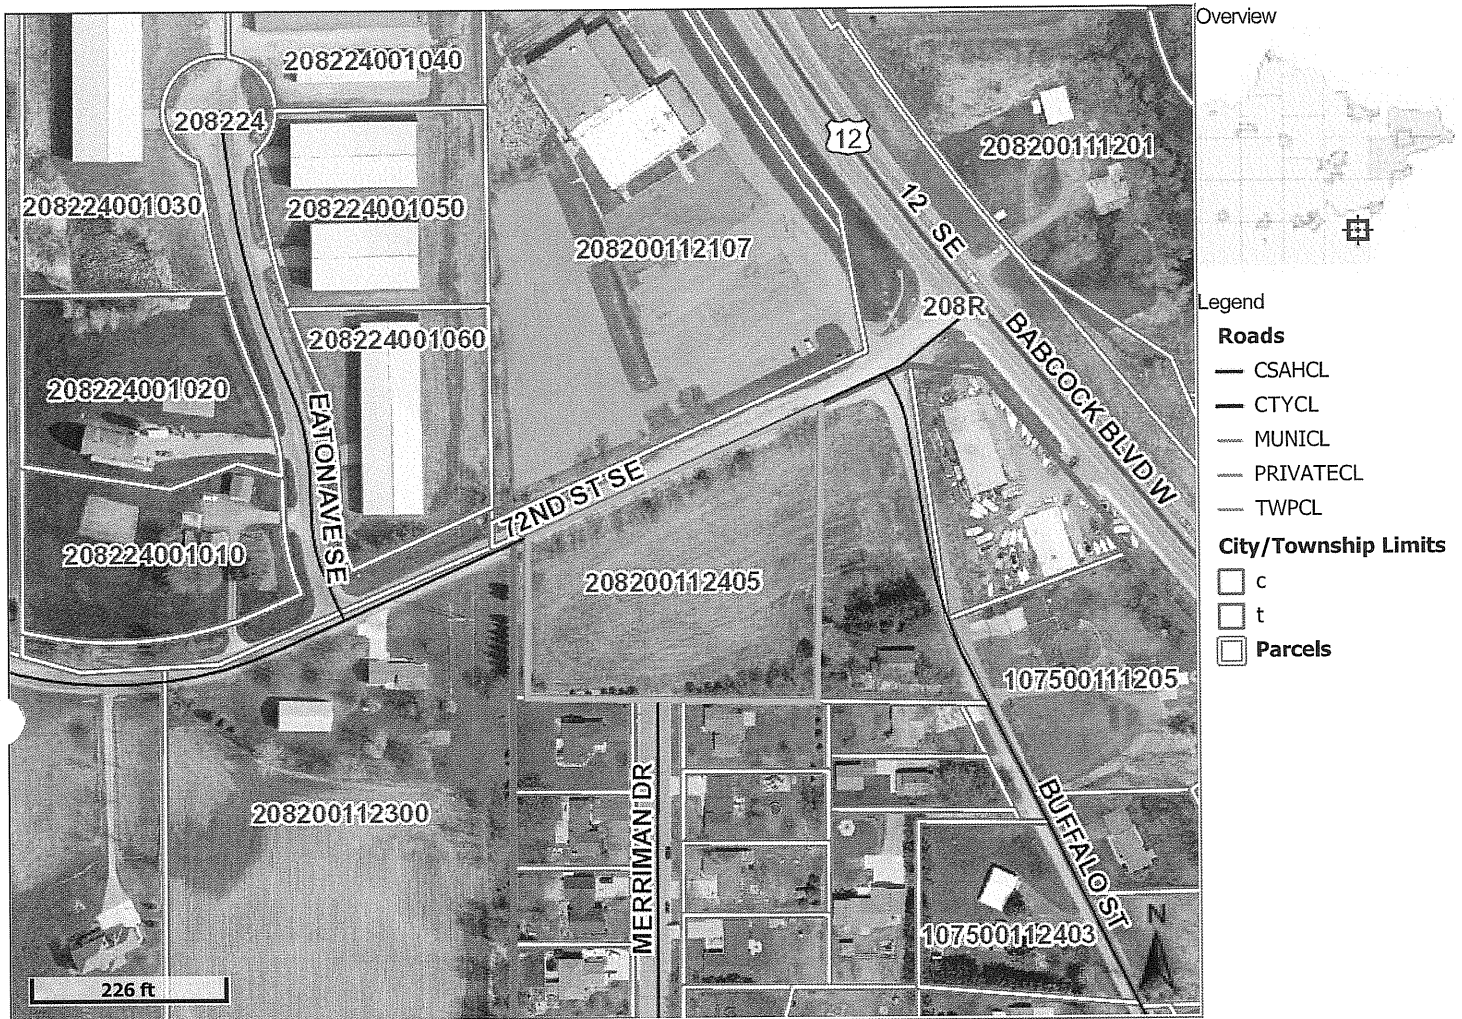 208224001040
208224
12
208200111201
208224001030
208224001050
12 SE
208200112107
208R
208224001060
BABCOCK BLVD W
208224001020
EATON AVE SE
72ND ST SE
208224001010
208200112405
107500111205
208200112300
MERRIMAN DR
BUFFALO ST
107500112403
N
226 ft
Overview
Legend
Roads
CSAHCL
CTYCL
MUNICL
PRIVATECL
TWPCL
City/Township Limits
c
t
Parcels